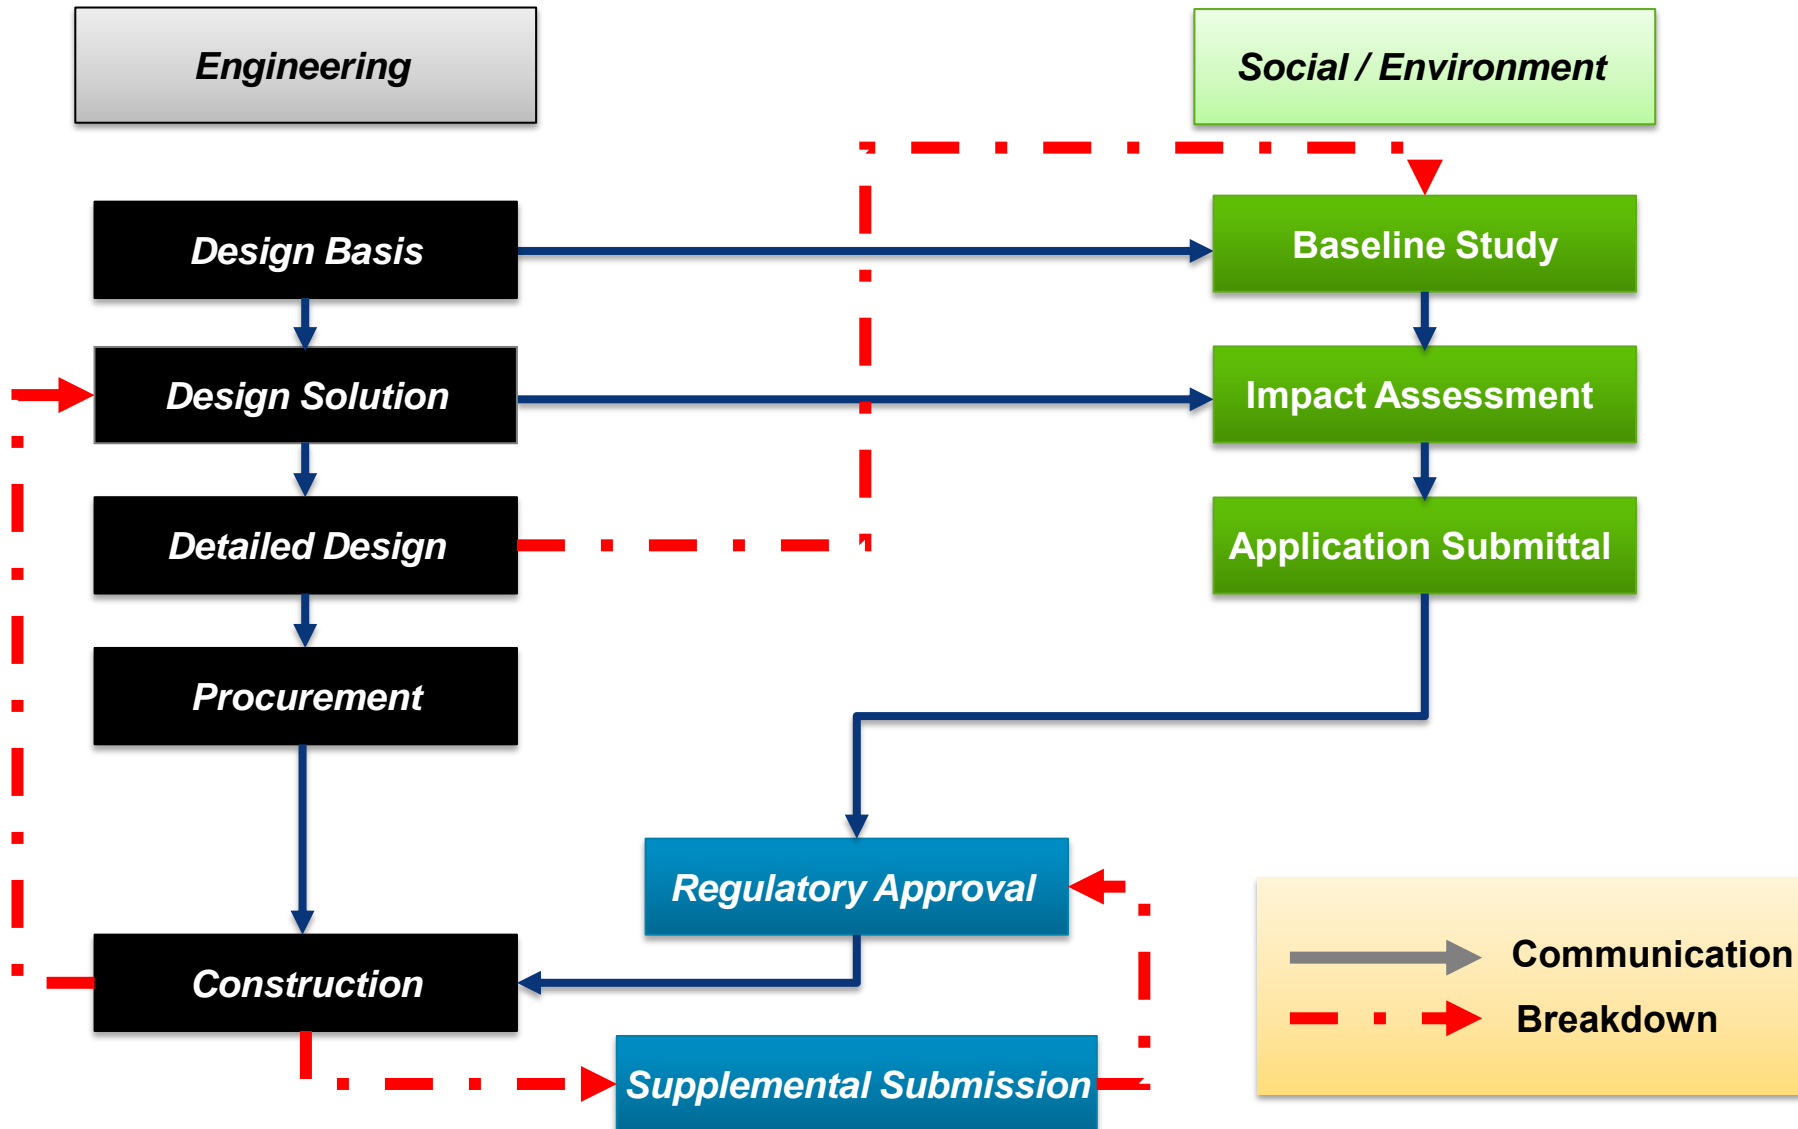 Engineering
Social / Environment
Design Basis
Baseline Study
Design Solution
Impact Assessment
Detailed Design
Application Submittal
Procurement
Regulatory Approval
Construction
Communication
Breakdown
Supplemental Submission